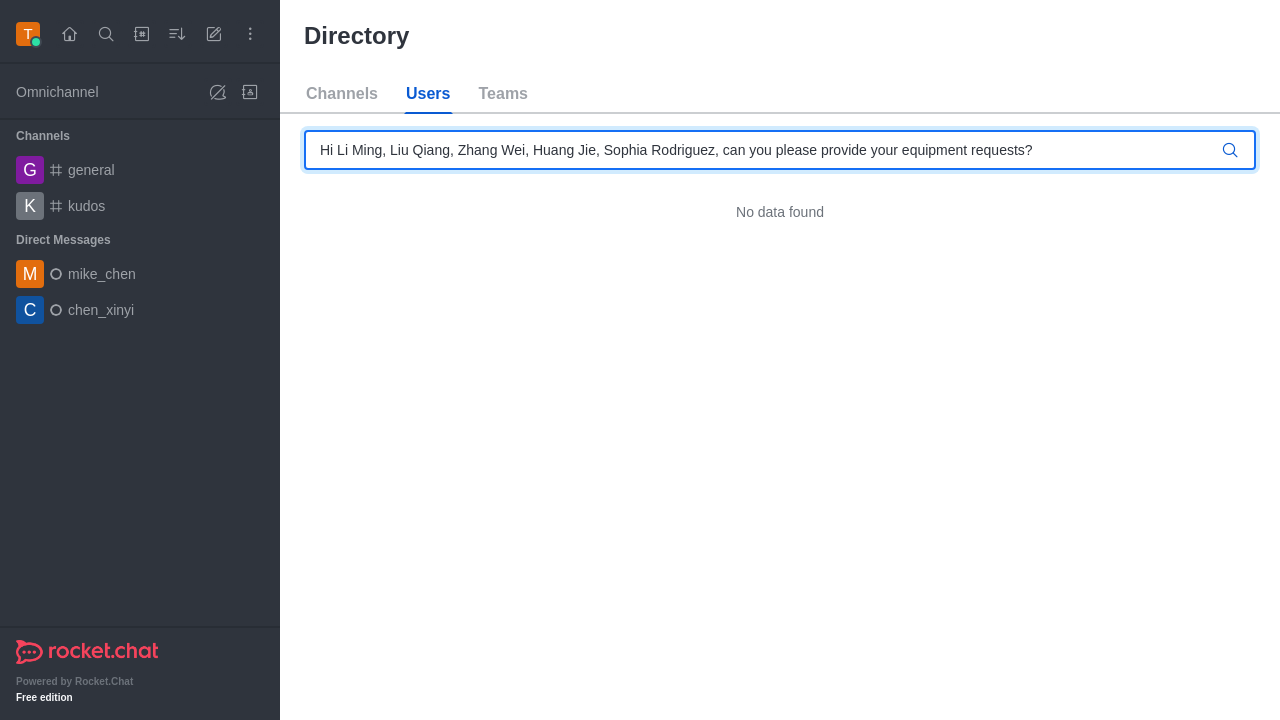 T
Omnichannel
Channels
G general
K kudos
Direct Messages
M mike_chen
C chen_xinyi
rocket.chat
Powered by Rocket.Chat
Free edition
Directory
Channels Users Teams
Hi Li Ming, Liu Qiang, Zhang Wei, Huang Jie, Sophia Rodriguez, can you please provide your equipment requests?
No data found